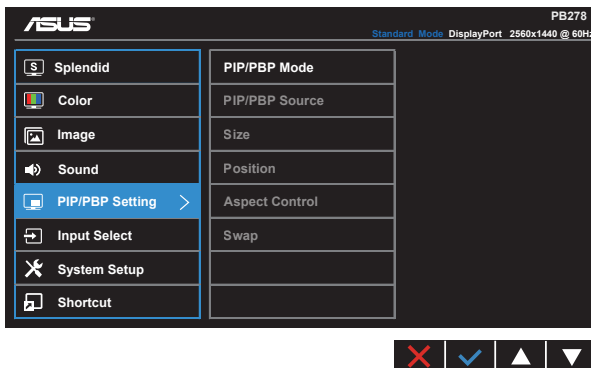 ASUS
PB278
Standard Mode DisplayPort 2560x1440 @ 60Hz
S Splendid
Color
Image
Sound
PIP/PBP Setting
Input Select
System Setup
Shortcut
PIP/PBP Mode
PIP/PBP Source
Size
Position
Aspect Control
Swap